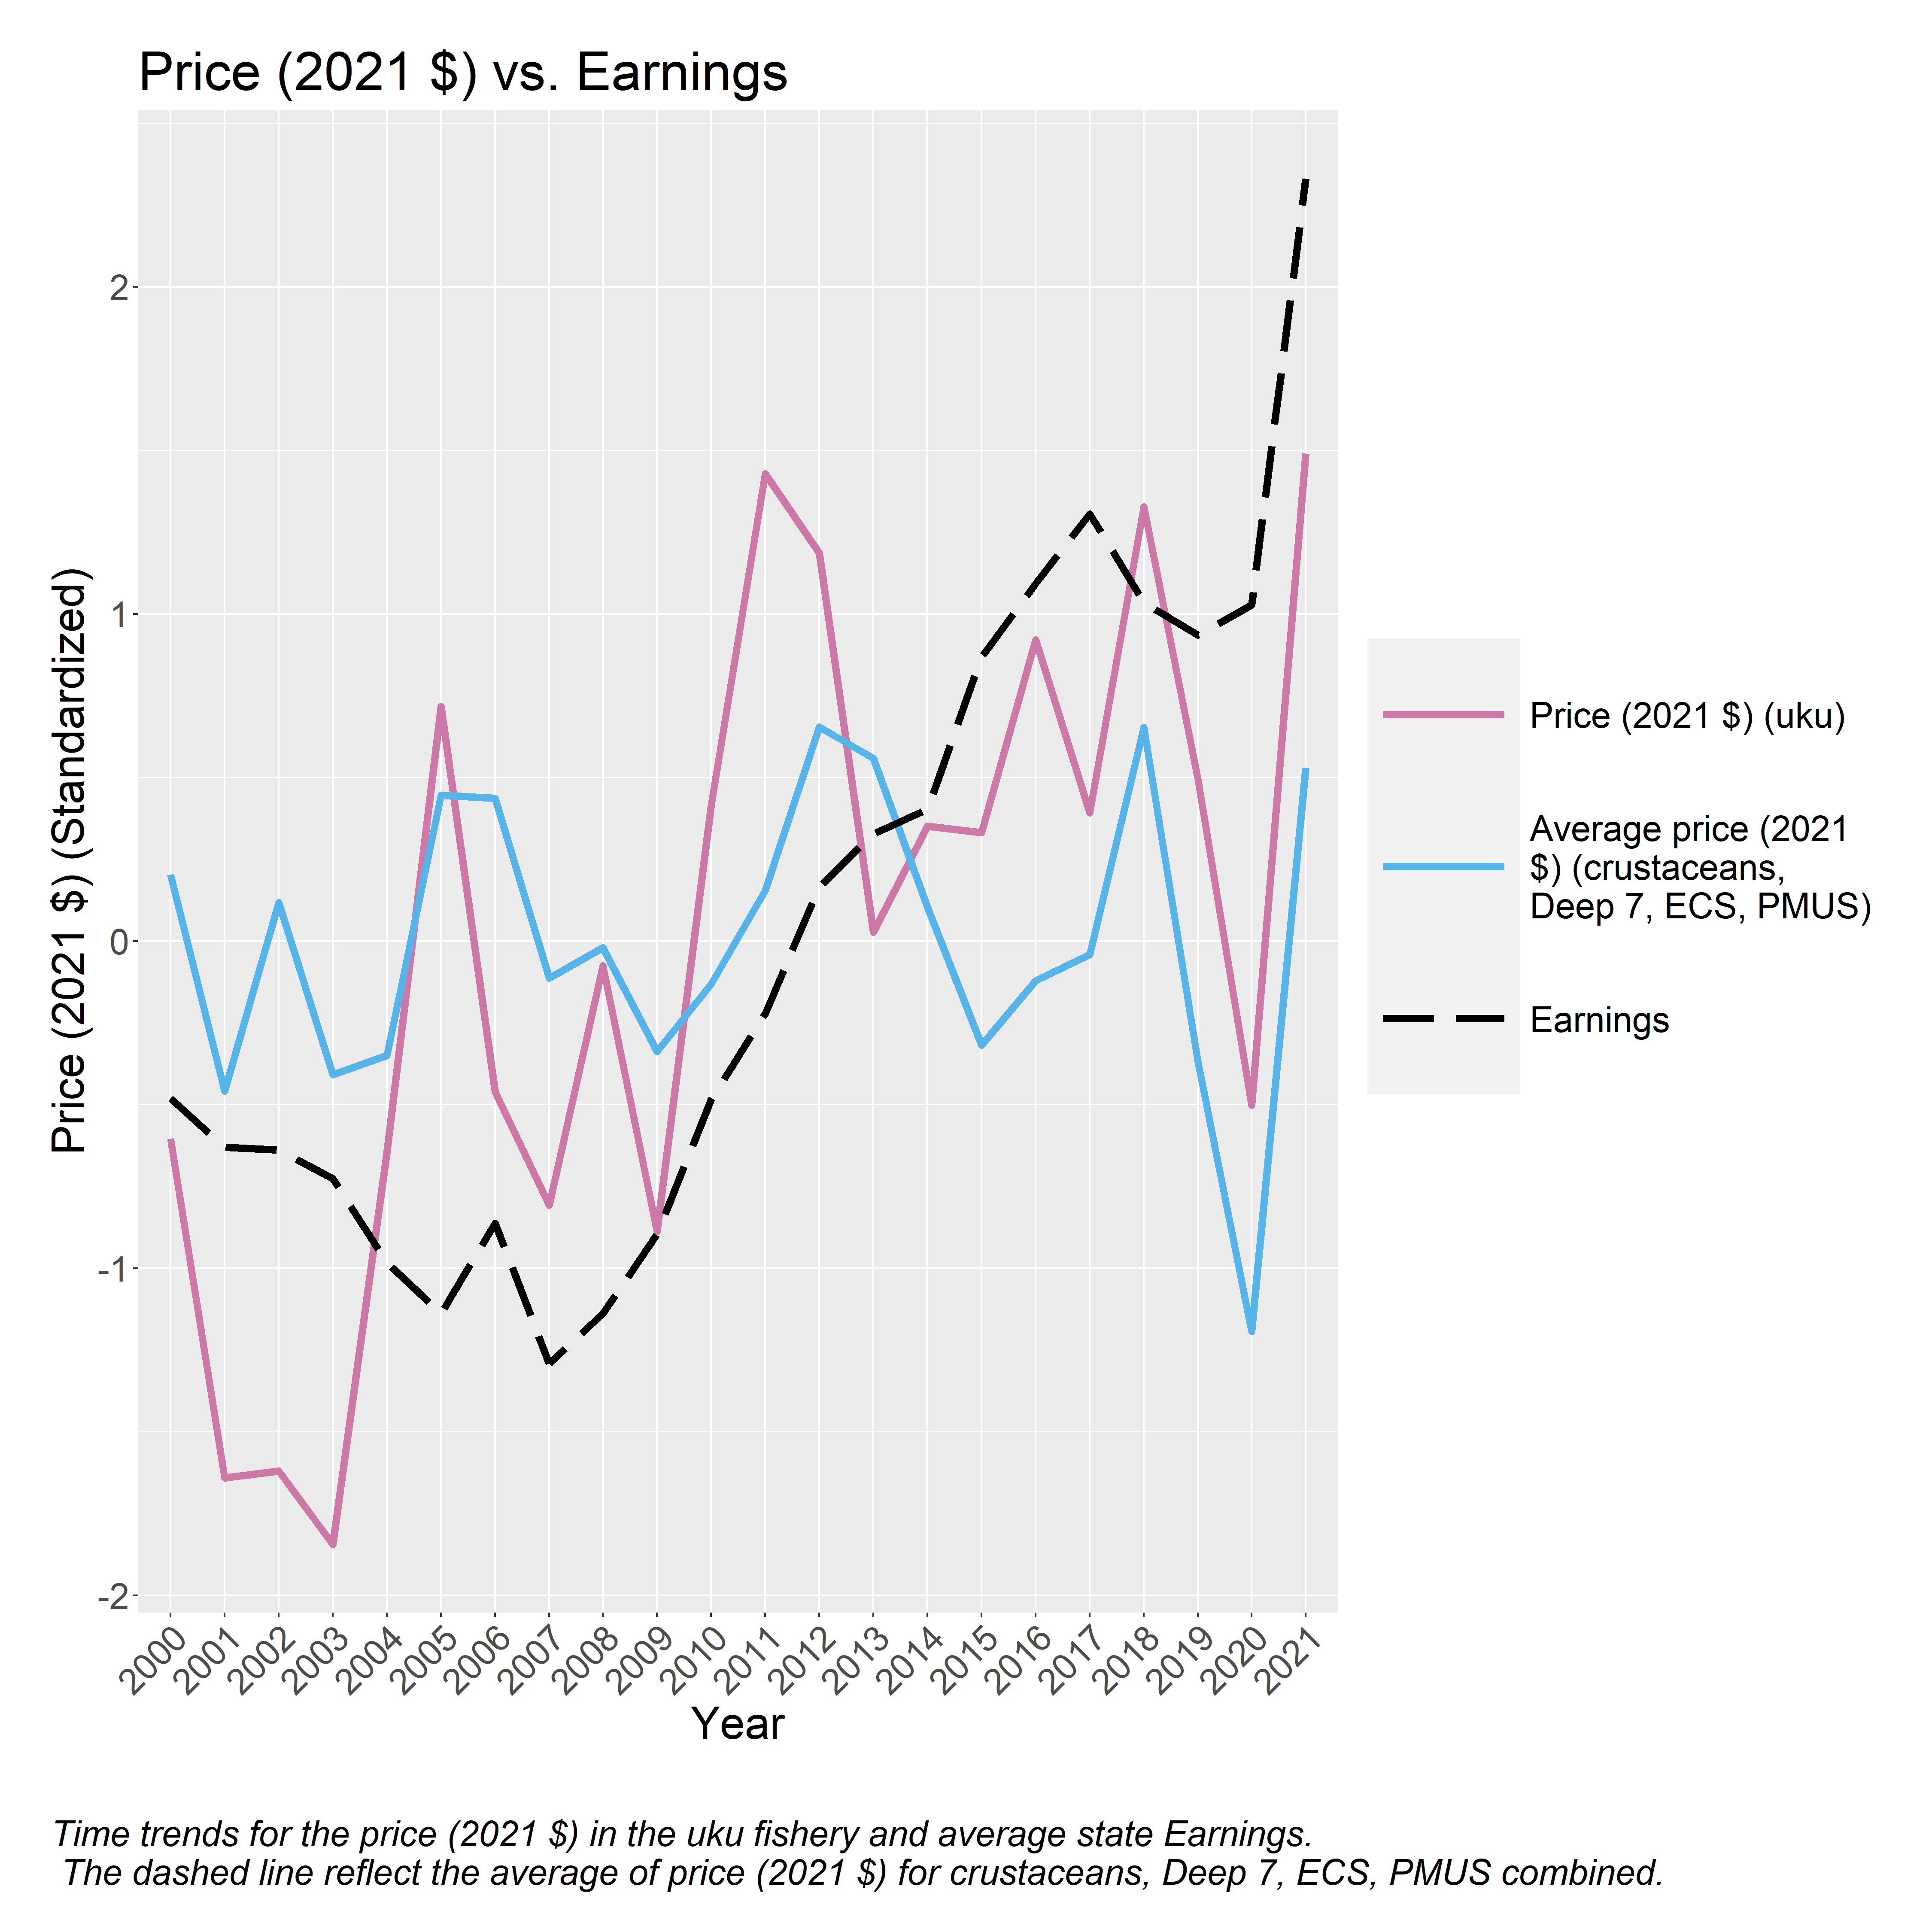 Price (2021 $) vs. Earnings
Price (2021 $) (Standardized)
2
1
0
-1
-2
2000
2001
2002
2003
2004
2005
2006
2007
2008
2009
2010
2011
2012
2013
2014
2015
2016
2017
2018
2019
2020
2021
Year
Price (2021 $) (uku)
Average price (2021
$) (crustaceans,
Deep 7, ECS, PMUS)
Earnings
Time trends for the price (2021 $) in the uku fishery and average state Earnings.
The dashed line reflect the average of price (2021 $) for crustaceans, Deep 7, ECS, PMUS combined.